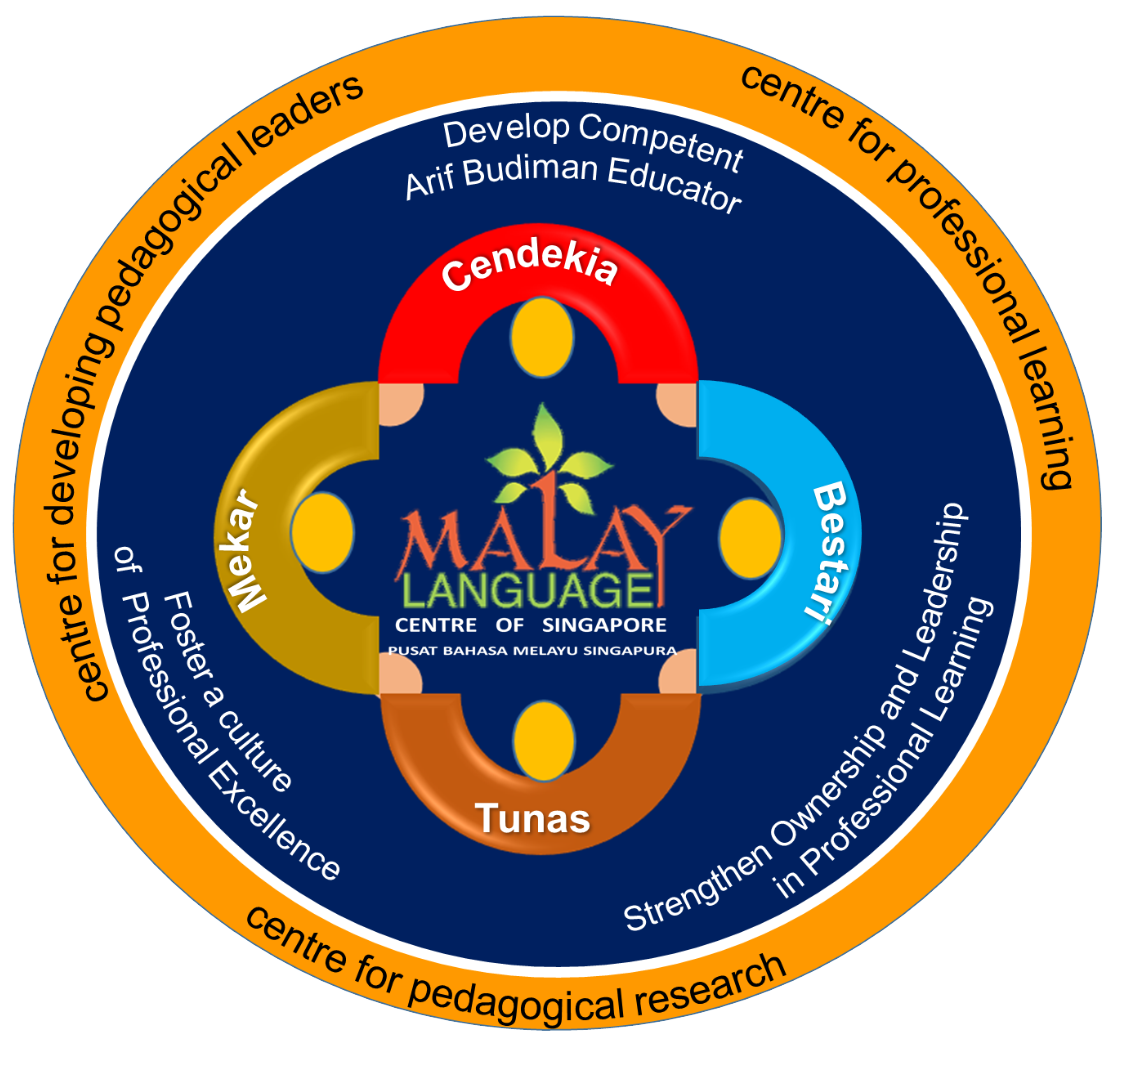 centre for developing pedagogical leaders
centre for professional learning
centre for pedagogical research
Develop Competent
Arif Budiman Educator
Strengthen Ownership and Leadership
in Professional Learning
Foster a culture
of Professional Excellence
Cendekia
Bestari
Tunas
Mekar
MALAY
LANGUAGE
CENTRE OF SINGAPORE
PUSAT BAHASA MELAYU SINGAPURA